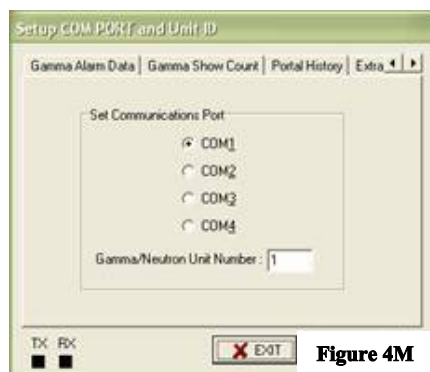 Setup COM PORT and Unit ID
Gamma Alarm Data Gamma Show Count Portal History Extra
Set Communications Port
COM1
COM2
COM3
COM4
Gamma/Neutron Unit Number : 1
TX RX
EXIT
Figure 4M